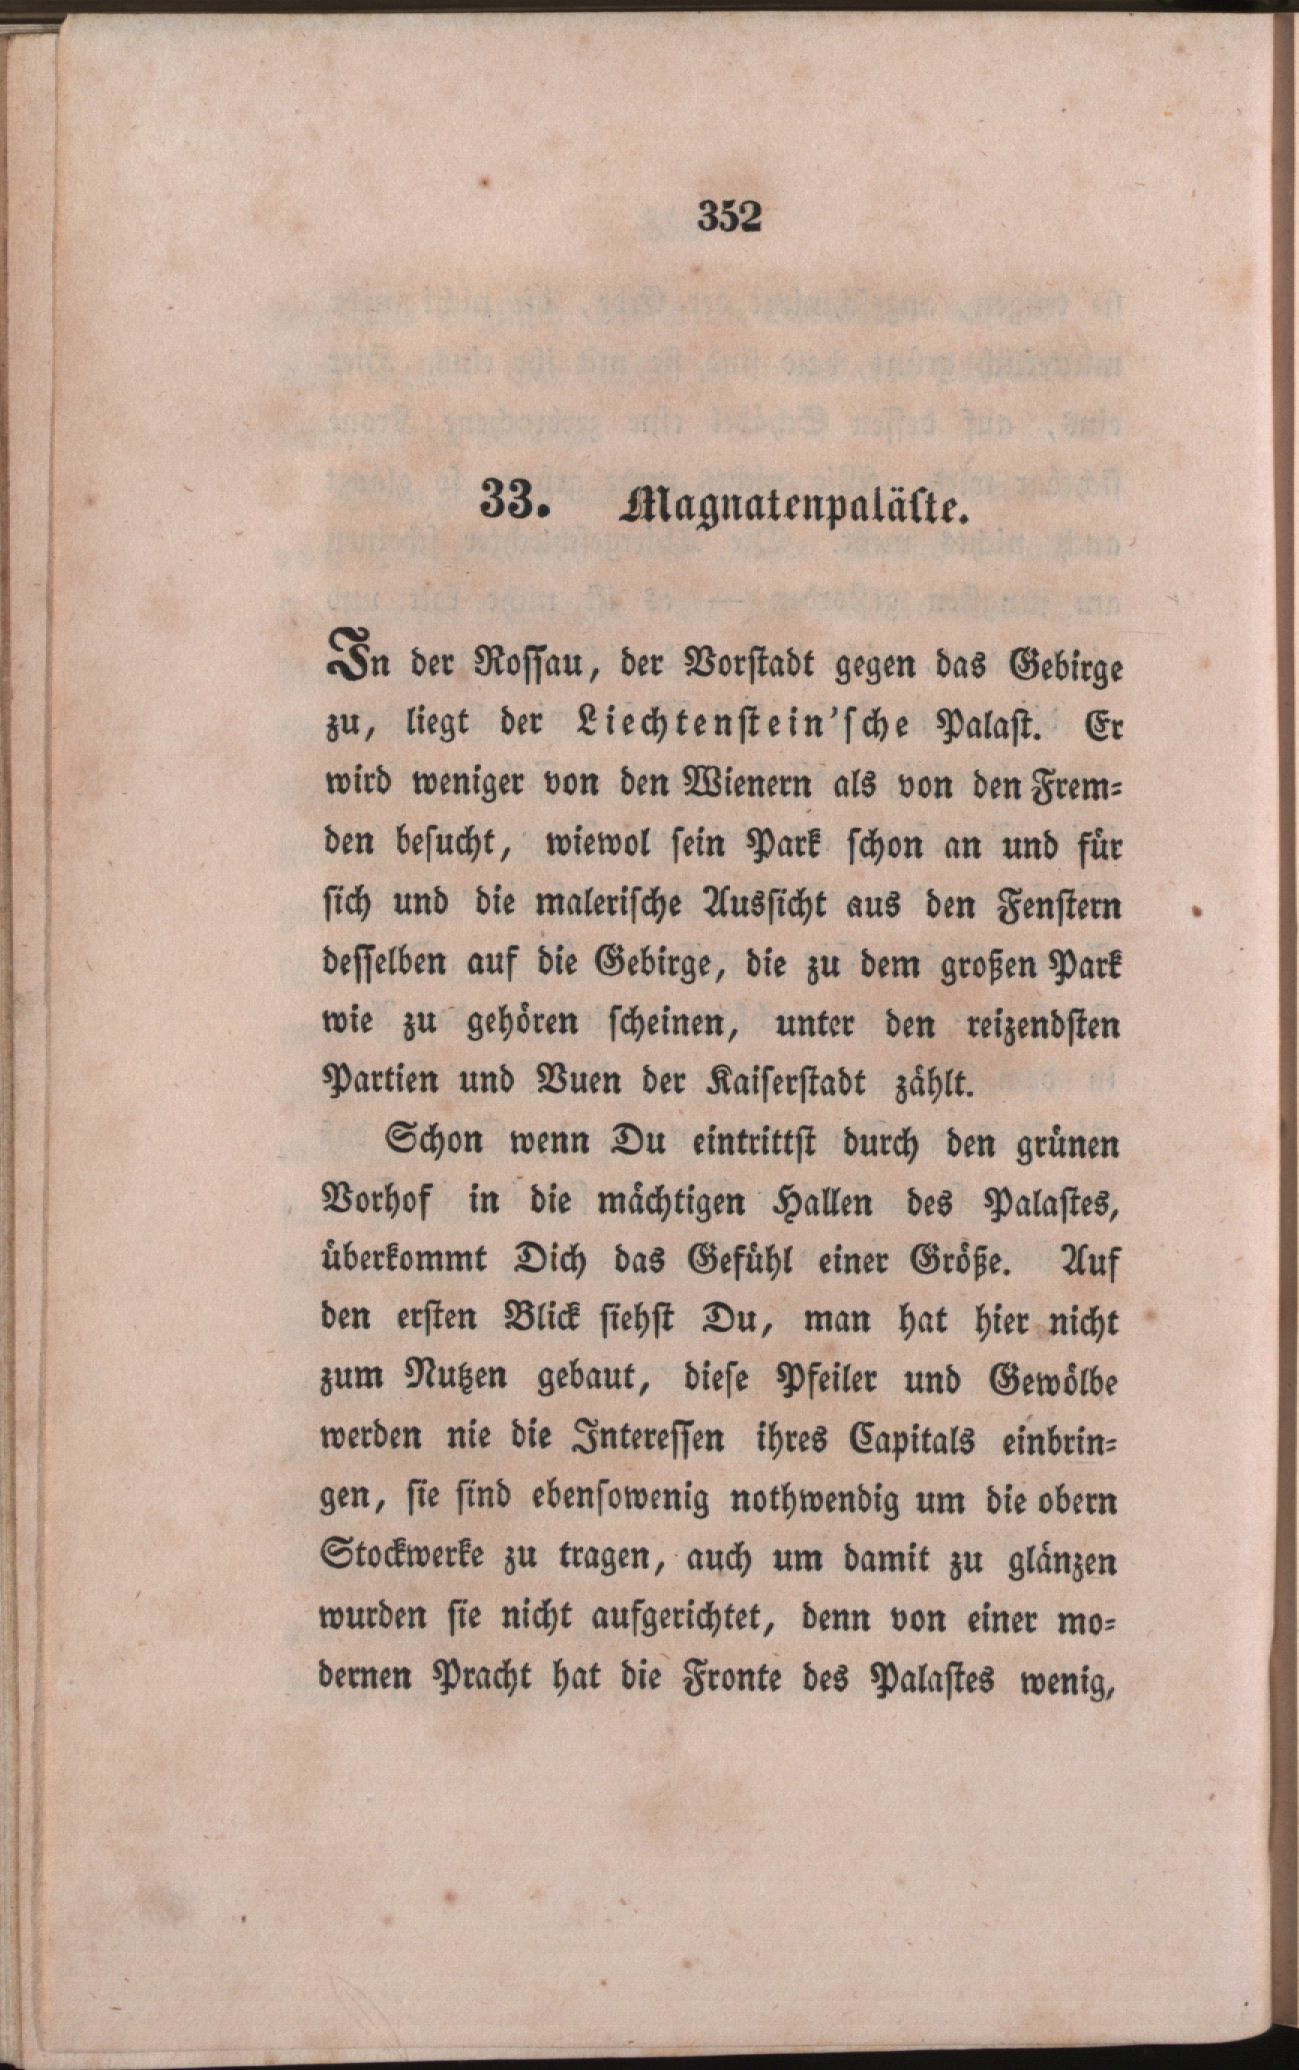 352
33. Magnatenpaläste.
In der Rossau, der Vorstadt gegen das Gebirge
zu, liegt der Liechtenstein'sche Palast. Er
wird weniger von den Wienern als von den Frem-
den besucht, wiewol sein Park schon an und für
sich und die malerische Aussicht aus den Fenstern
desselben auf die Gebirge, die zu dem großen Park
wie zu gehören scheinen, unter den reizendsten
Partien und Vuen der Kaiserstadt zählt.
Schon wenn Du eintrittst durch den grünen
Vorhof in die mächtigen Hallen des Palastes,
überkommt Dich das Gefühl einer Größe. Auf
den ersten Blick siehst Du, man hat hier nicht
zum Nutzen gebaut, diese Pfeiler und Gewölbe
werden nie die Interessen ihres Capitals einbrin-
gen, sie sind ebensowenig nothwendig um die obern
Stockwerke zu tragen, auch um damit zu glänzen
wurden sie nicht aufgerichtet, denn von einer mo-
dernen Pracht hat die Fronte des Palastes wenig,